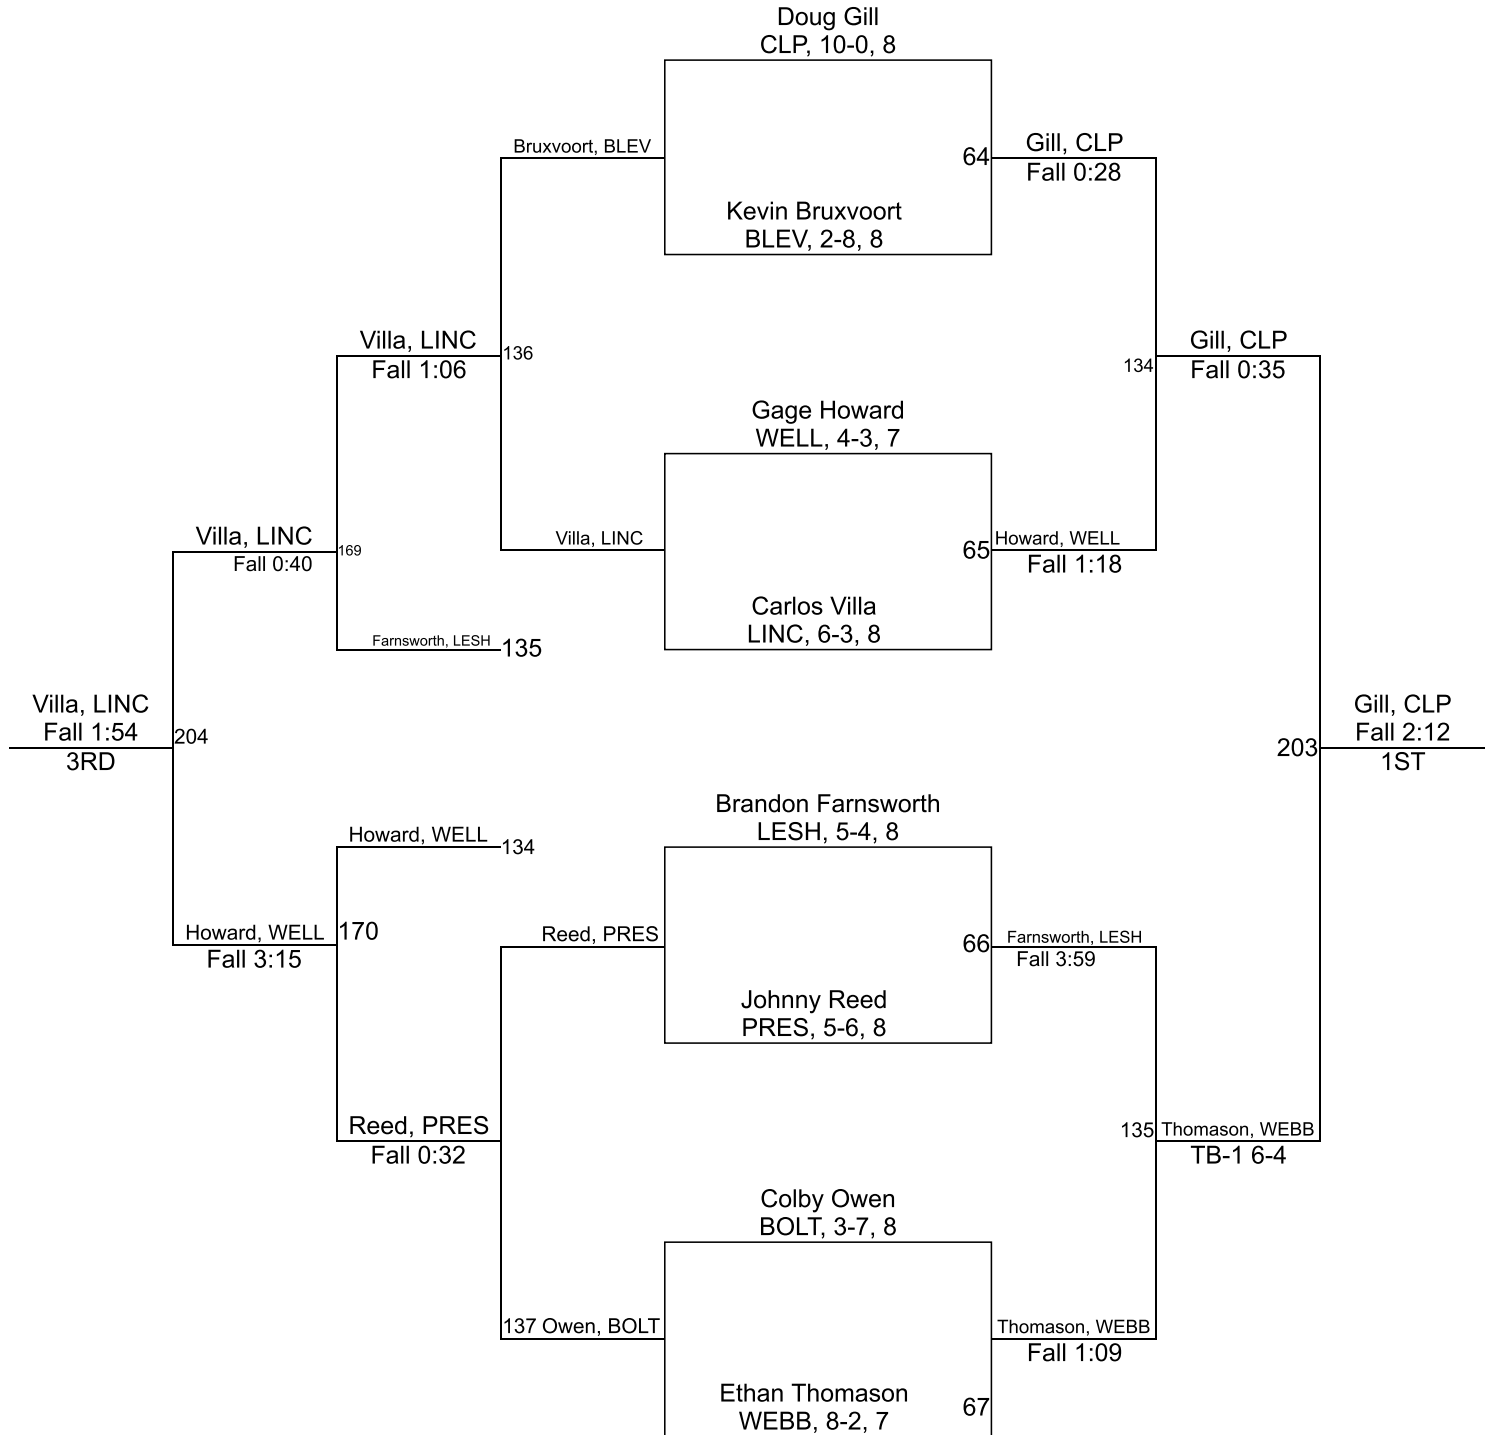 Doug Gill
CLP, 10-0, 8
Bruxvoort, BLEV
64
Gill, CLP
Fall 0:28
Kevin Bruxvoort
BLEV, 2-8, 8
Villa, LINC
Fall 1:06
136
134
Gill, CLP
Fall 0:35
Gage Howard
WELL, 4-3, 7
Villa, LINC
Fall 0:40
169
Villa, LINC
65
Howard, WELL
Fall 1:18
Carlos Villa
LINC, 6-3, 8
Farnsworth, LESH
135
Villa, LINC
Fall 1:54
3RD
204
203
Gill, CLP
Fall 2:12
1ST
Brandon Farnsworth
LESH, 5-4, 8
Howard, WELL
134
Howard, WELL
Fall 3:15
170
Reed, PRES
66
Farnsworth, LESH
Fall 3:59
Johnny Reed
PRES, 5-6, 8
Reed, PRES
Fall 0:32
135
Thomason, WEBB
TB-1 6-4
Colby Owen
BOLT, 3-7, 8
137 Owen, BOLT
Thomason, WEBB
Fall 1:09
Ethan Thomason
WEBB, 8-2, 7
67